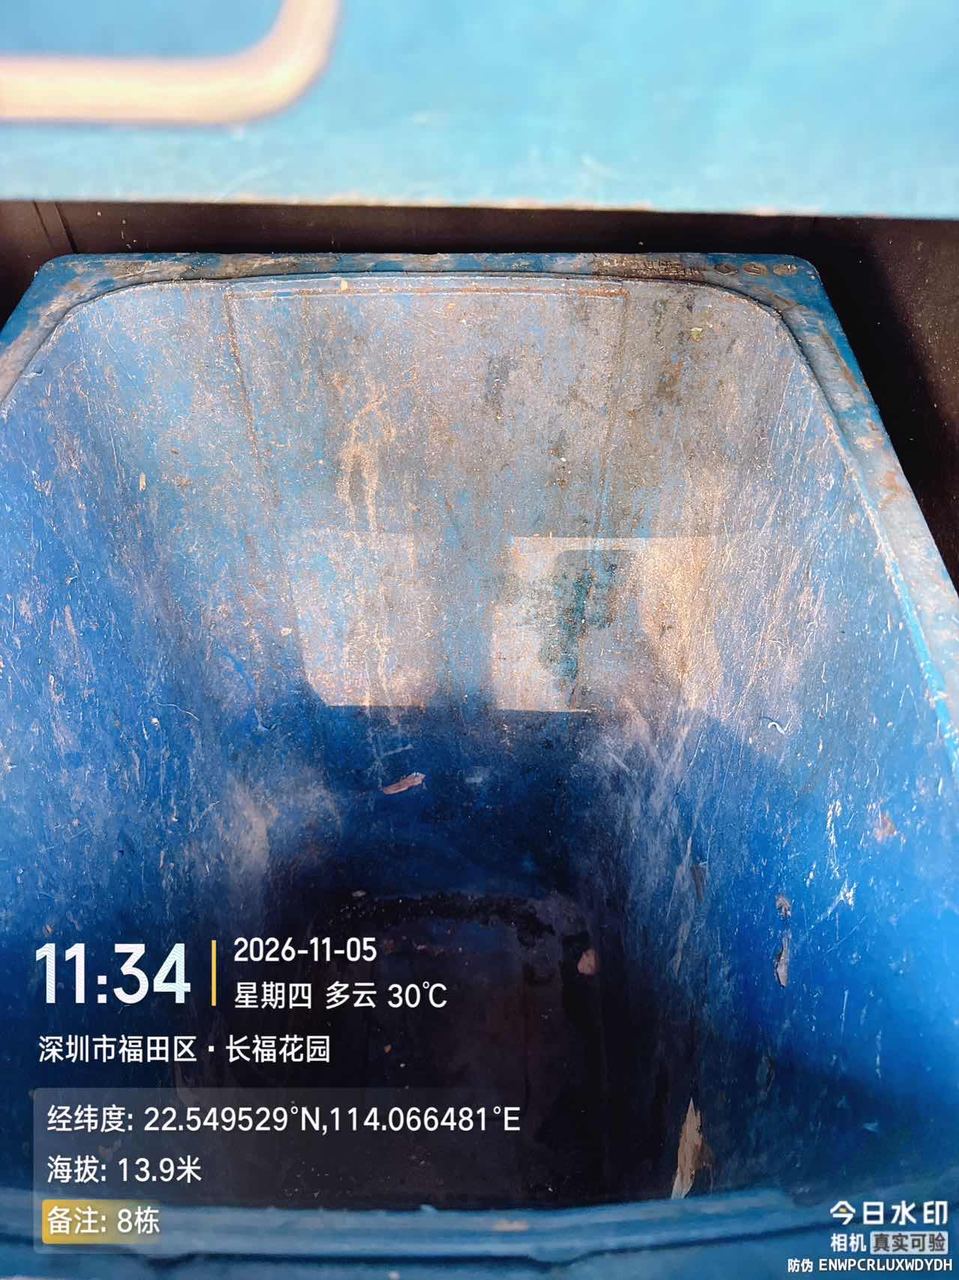 11:34
2026-11-05
星期四 多云 30℃
深圳市福田区·长福花园
经纬度: 22.549529°N,114.066481°E
海拔: 13.9米
备注: 8栋
今日水印
相机 真实可验
防伪 ENWPCRLUXWDYDH